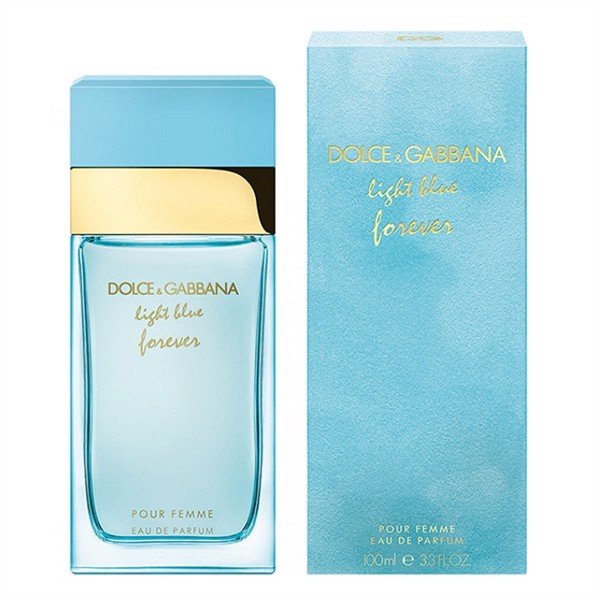 DOLCE & GABBANA
light blue
forever
POUR FEMME
EAU DE PARFUM
DG
DOLCE & GABBANA
light blue
forever
POUR FEMME
EAU DE PARFUM
100ml e 3.3 FL.OZ.